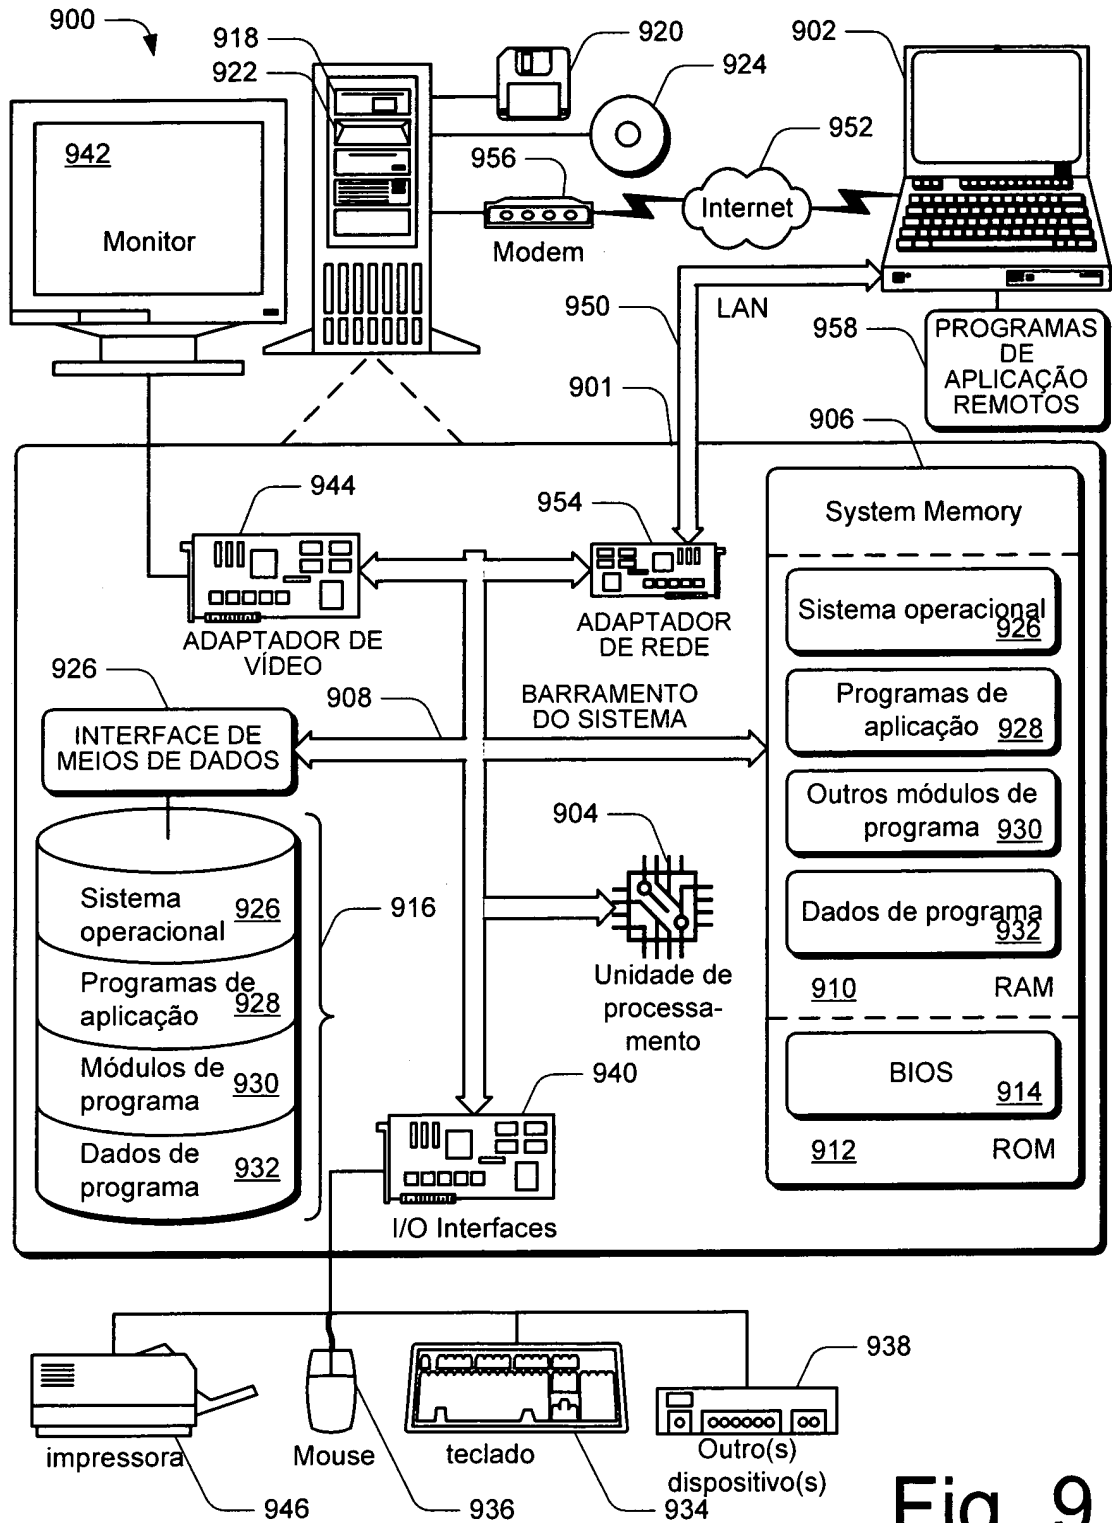 900
918
922
920
924
902
942
Monitor
956
Modem
952
Internet
950
LAN
958
PROGRAMAS
DE
APLICAÇÃO
REMOTOS
901
906
944
954
System Memory
ADAPTADOR DE
VÍDEO
ADAPTADOR
DE REDE
Sistema operacional
926
926
908
BARRAMENTO
DO SISTEMA
Programas de
aplicação 928
INTERFACE DE
MEIOS DE DADOS
Outros módulos de
programa 930
904
Sistema
operacional 926
916
Dados de programa
932
Unidade de
processa-
mento
Programas de
aplicação 928
910 RAM
Módulos de
programa 930
940
BIOS
914
Dados de
programa 932
912 ROM
I/O Interfaces
938
impressora
Mouse
teclado
Outro(s)
dispositivo(s)
946
936
934
Fig. 9